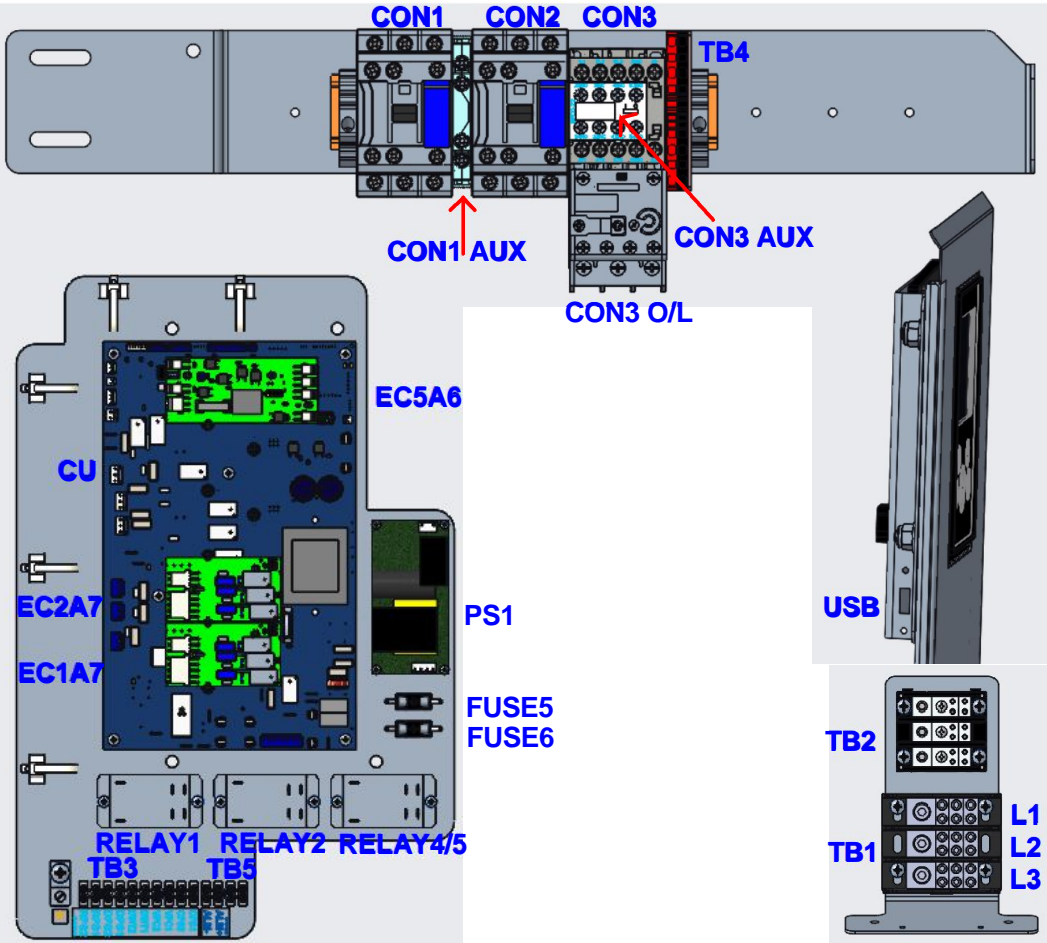 CON1 CON2 CON3
TB4
CON1 AUX
CON3 AUX
CON3 O/L
EC5A6
CU
EC2A7
EC1A7
PS1
USB
FUSE5
FUSE6
RELAY1 RELAY2 RELAY4/5
TB3 TB5
TB2
TB1
L1
L2
L3